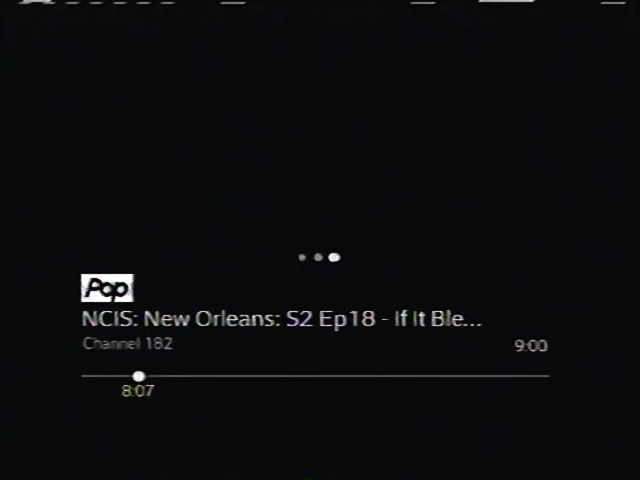 Pop
NCIS: New Orleans: S2 Ep18 - If It Ble...
Channel 182
9:00
8:07